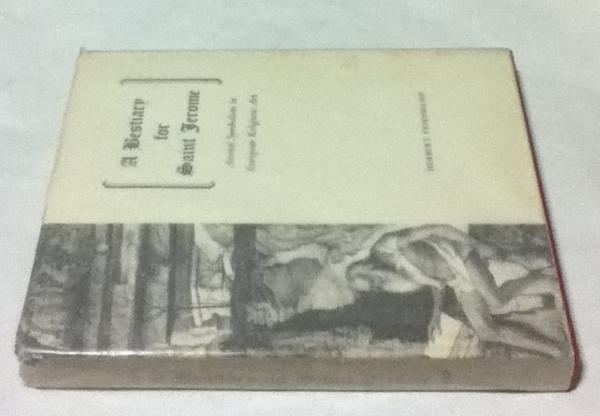 A Bestiary
for
Saint Jerome
Animal Symbolism in
European Religious Art
HERBERT FRIEDMANN